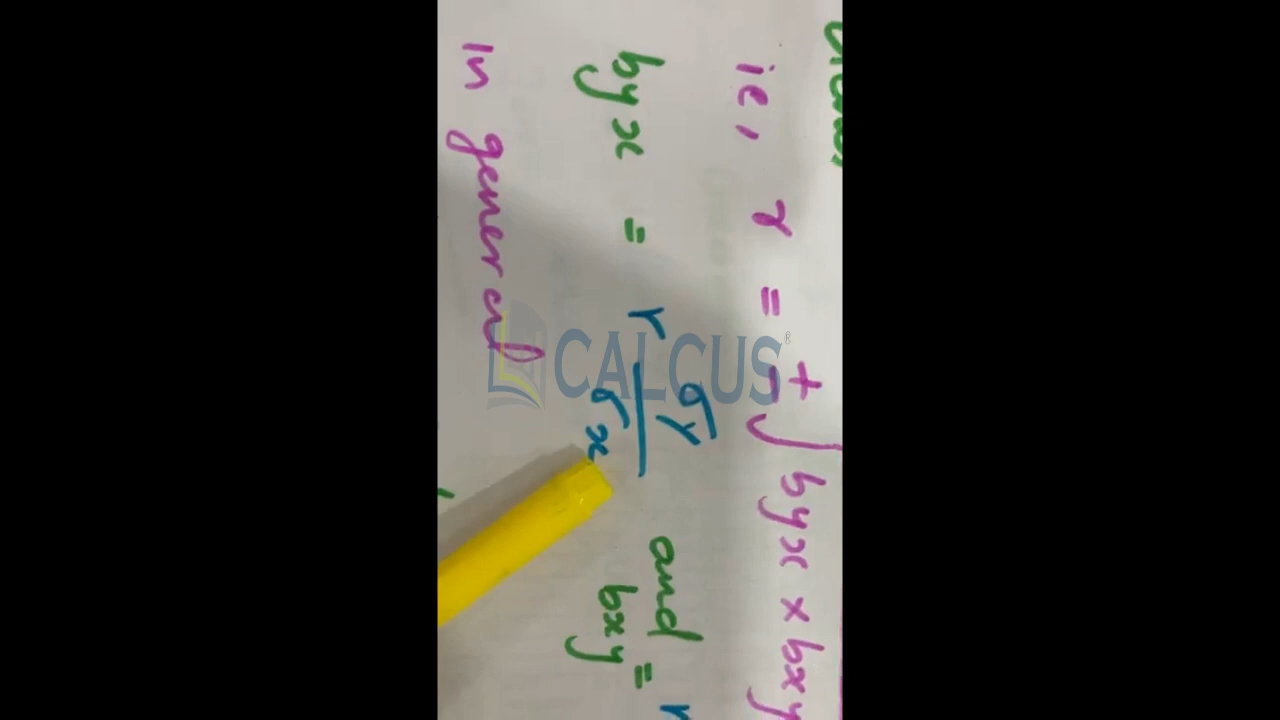 ie, r = ± √ byx × bxy
byx = r σy / σx and bxy = r
In general
CALCUS®